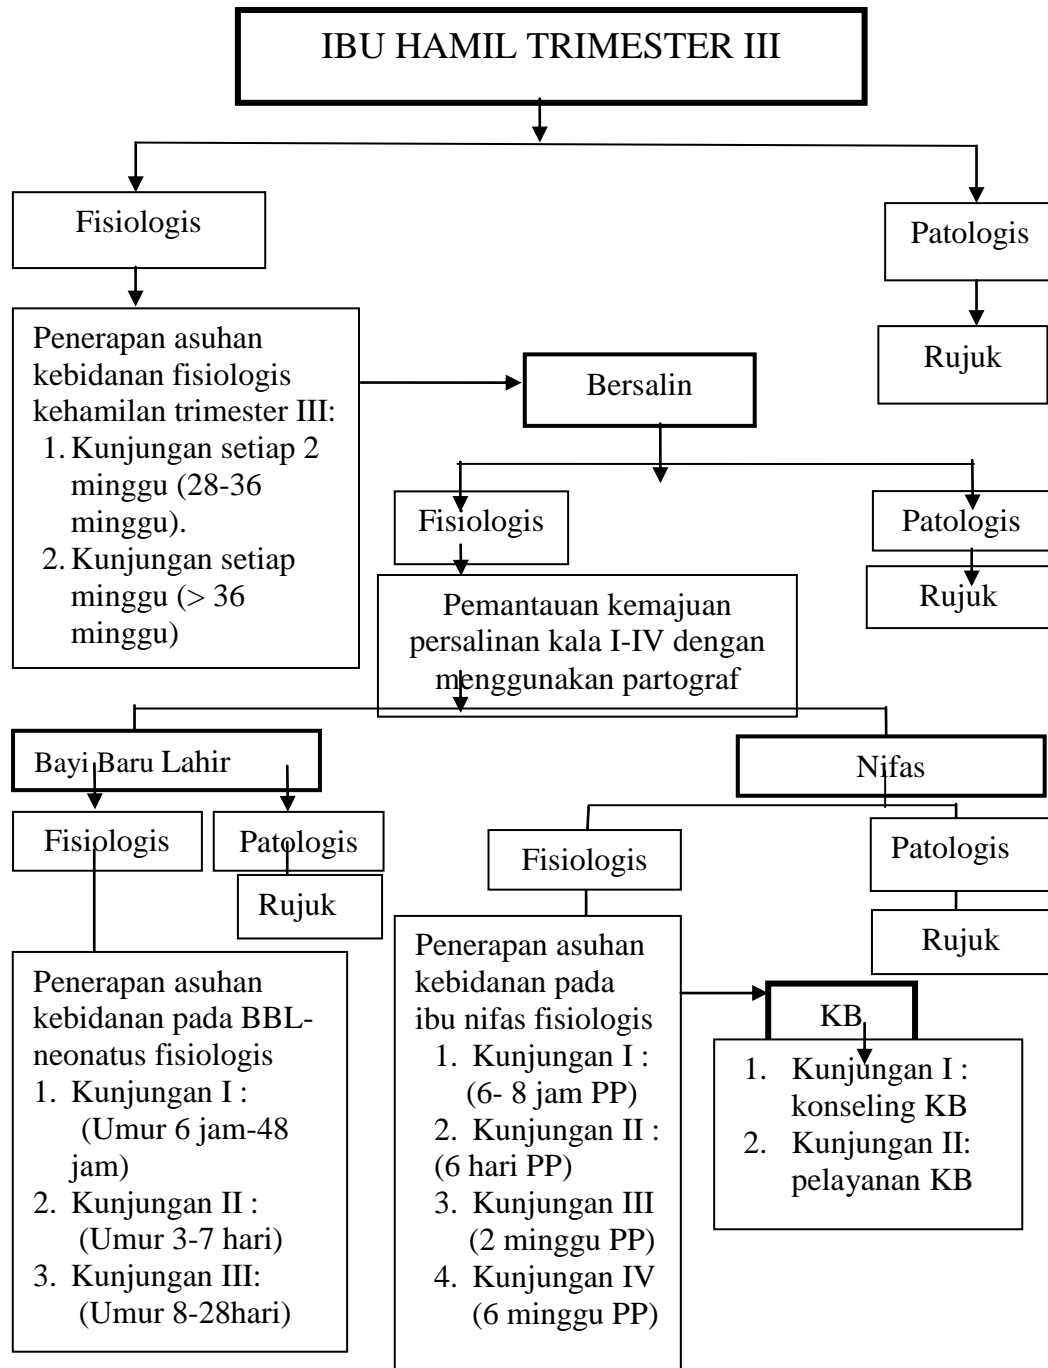 IBU HAMIL TRIMESTER III
Fisiologis
Patologis
Rujuk
Penerapan asuhan
kebidanan fisiologis
kehamilan trimester III:
1. Kunjungan setiap 2
minggu (28-36
minggu).
2. Kunjungan setiap
minggu (> 36
minggu)
Bersalin
Fisiologis
Patologis
Rujuk
Pemantauan kemajuan
persalinan kala I-IV dengan
menggunakan partograf
Bayi Baru Lahir
Fisiologis
Patologis
Rujuk
Penerapan asuhan
kebidanan pada BBL-
neonatus fisiologis
1. Kunjungan I :
(Umur 6 jam-48
jam)
2. Kunjungan II :
(Umur 3-7 hari)
3. Kunjungan III:
(Umur 8-28hari)
Nifas
Fisiologis
Patologis
Rujuk
Penerapan asuhan
kebidanan pada
ibu nifas fisiologis
1. Kunjungan I :
(6- 8 jam PP)
2. Kunjungan II :
(6 hari PP)
3. Kunjungan III
(2 minggu PP)
4. Kunjungan IV
(6 minggu PP)
KB
1. Kunjungan I :
konseling KB
2. Kunjungan II:
pelayanan KB